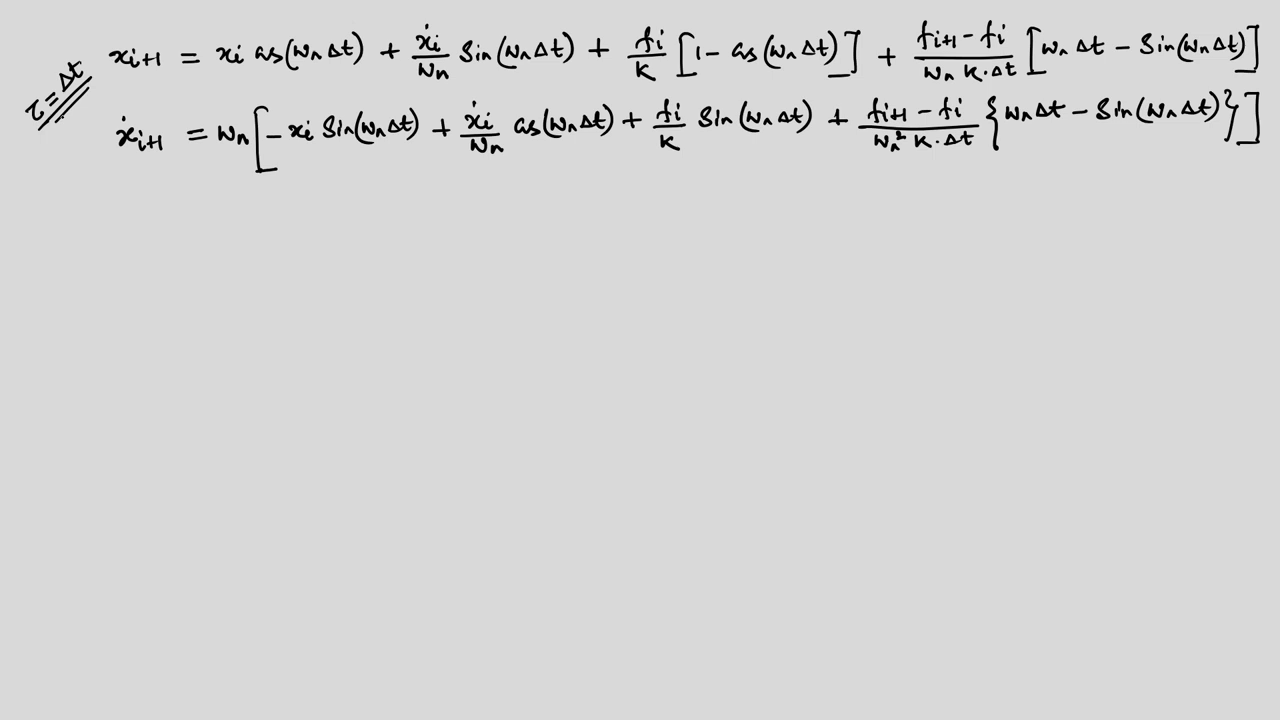 τ = Δt
x_{i+1} = x_i cos(ω_n Δt) + ẋ_i/ω_n Sin(ω_n Δt) + f_i/K [1 - cos(ω_n Δt)] + (f_{i+1} - f_i)/(ω_n K·Δt) [ω_n Δt - Sin(ω_n Δt)]
ẋ_{i+1} = ω_n [- x_i Sin(ω_n Δt) + ẋ_i/ω_n cos(ω_n Δt) + f_i/K Sin(ω_n Δt) + (f_{i+1} - f_i)/(ω_n² K·Δt) {ω_n Δt - Sin(ω_n Δt)}]